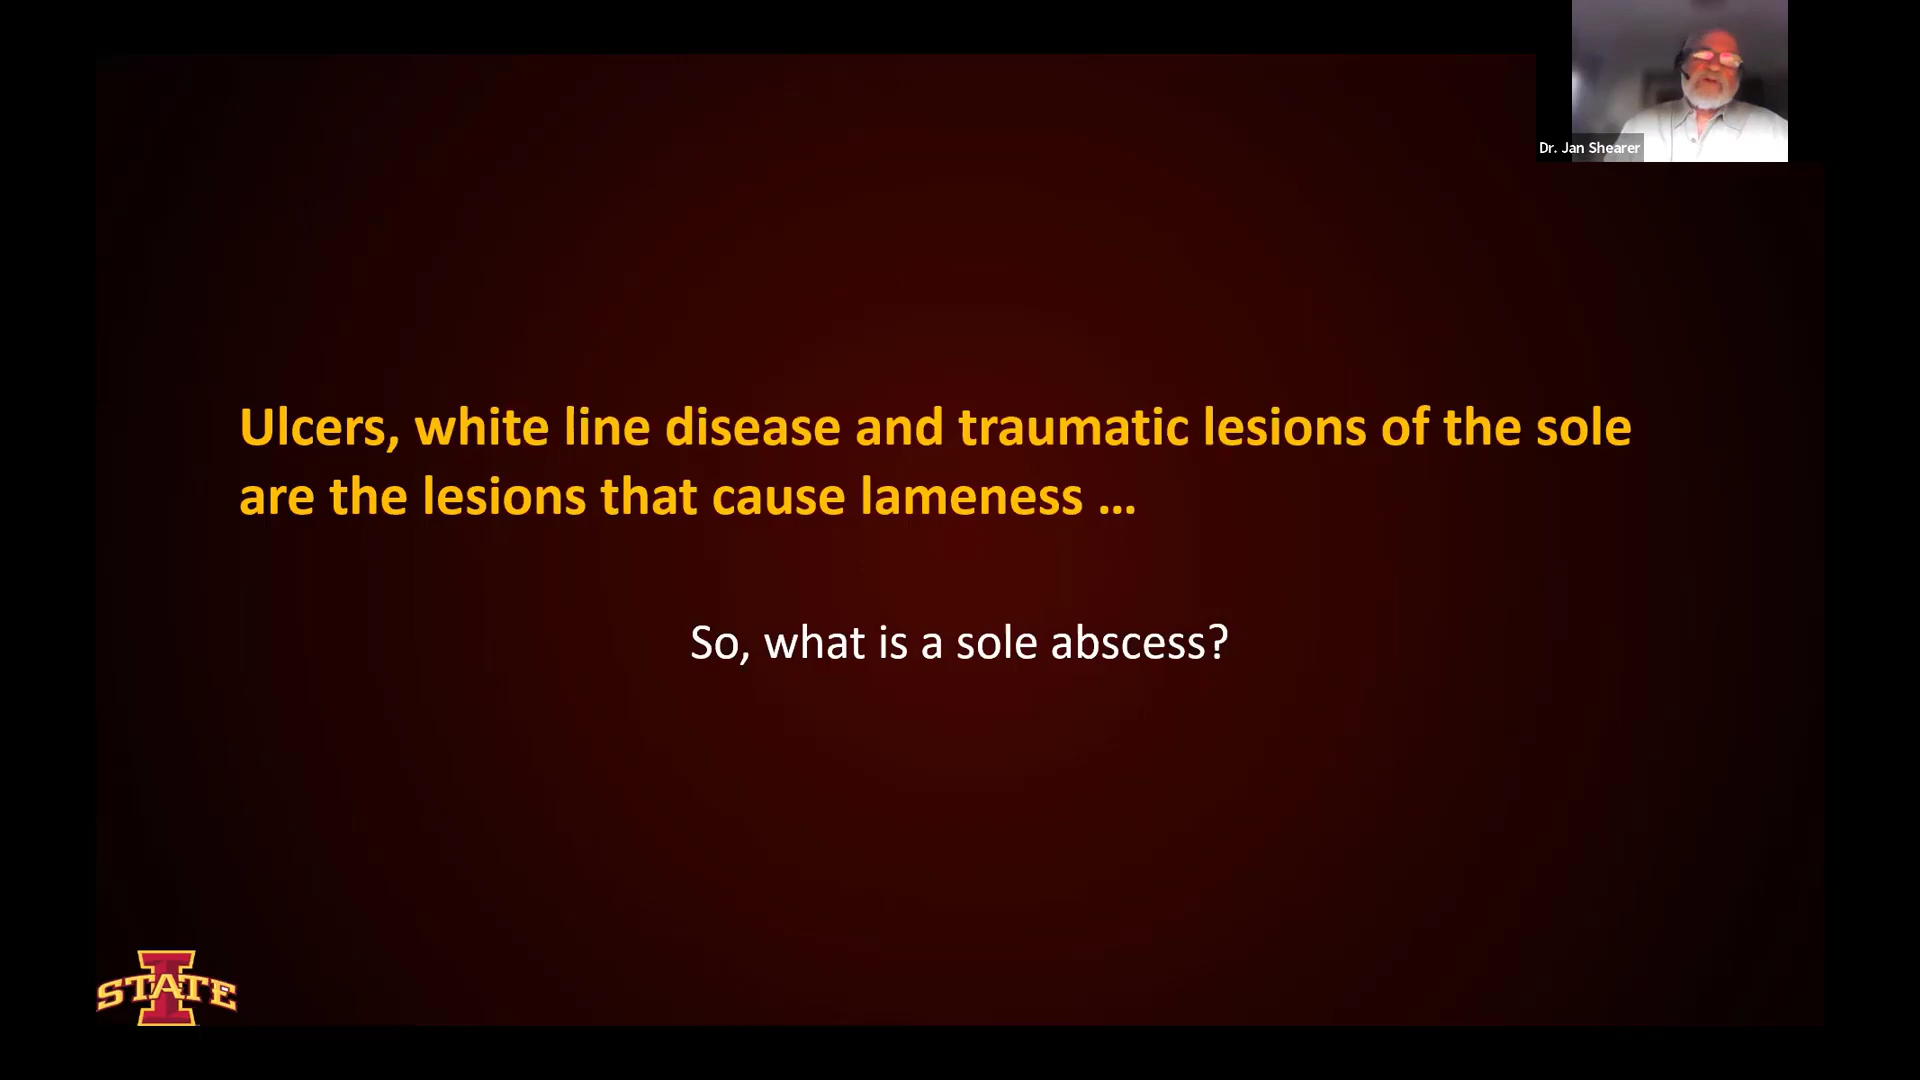 Dr. Jan Shearer
Ulcers, white line disease and traumatic lesions of the sole
are the lesions that cause lameness ...
So, what is a sole abscess?
I STATE